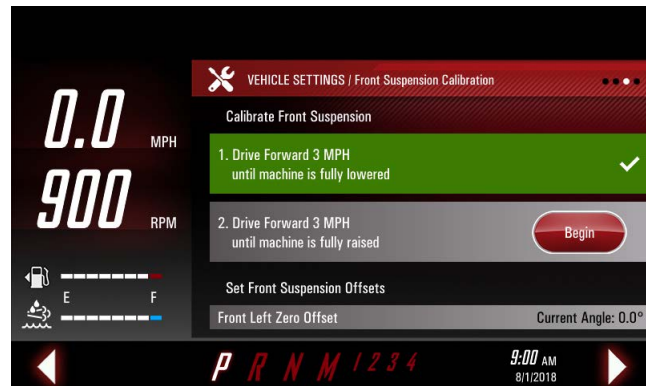 VEHICLE SETTINGS / Front Suspension Calibration
0.0 MPH
900 RPM
E F
Calibrate Front Suspension
1. Drive Forward 3 MPH
until machine is fully lowered
2. Drive Forward 3 MPH
until machine is fully raised
Begin
Set Front Suspension Offsets
Front Left Zero Offset Current Angle: 0.0°
P R N M 1 2 3 4
9:00 AM
8/1/2018